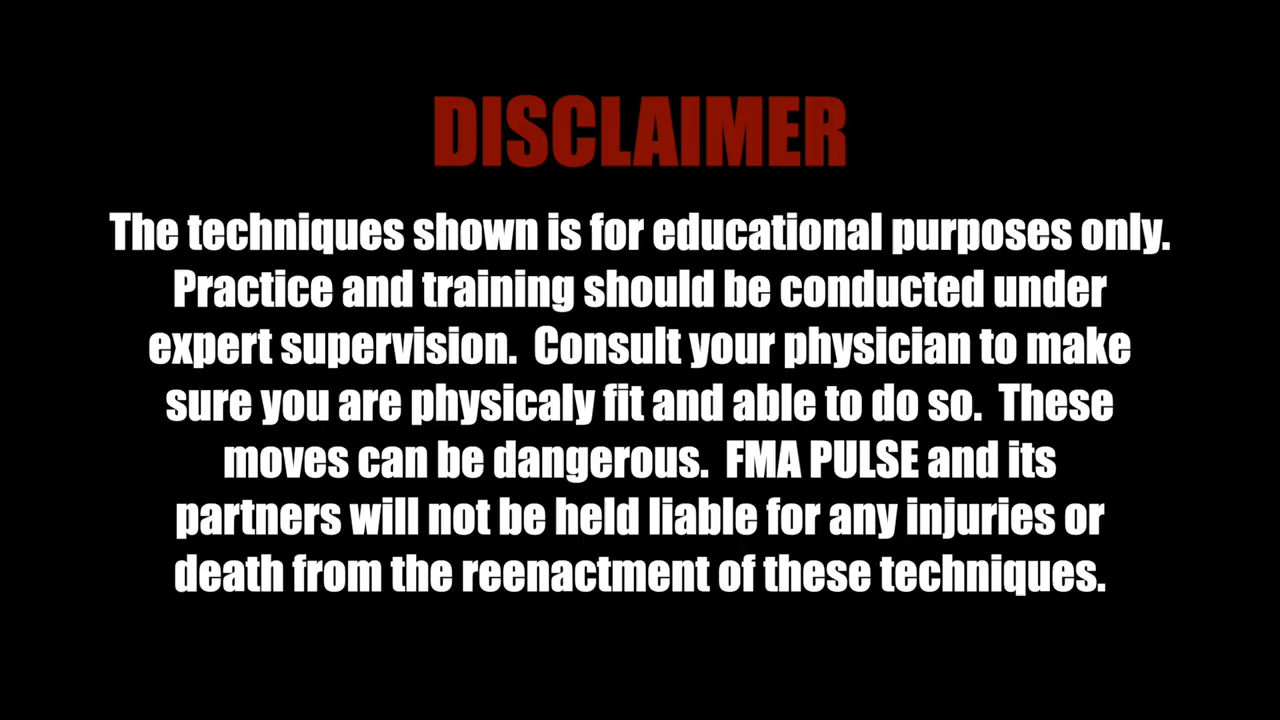 DISCLAIMER
The techniques shown is for educational purposes only.
Practice and training should be conducted under
expert supervision.  Consult your physician to make
sure you are physicaly fit and able to do so.  These
moves can be dangerous.  FMA PULSE and its
partners will not be held liable for any injuries or
death from the reenactment of these techniques.